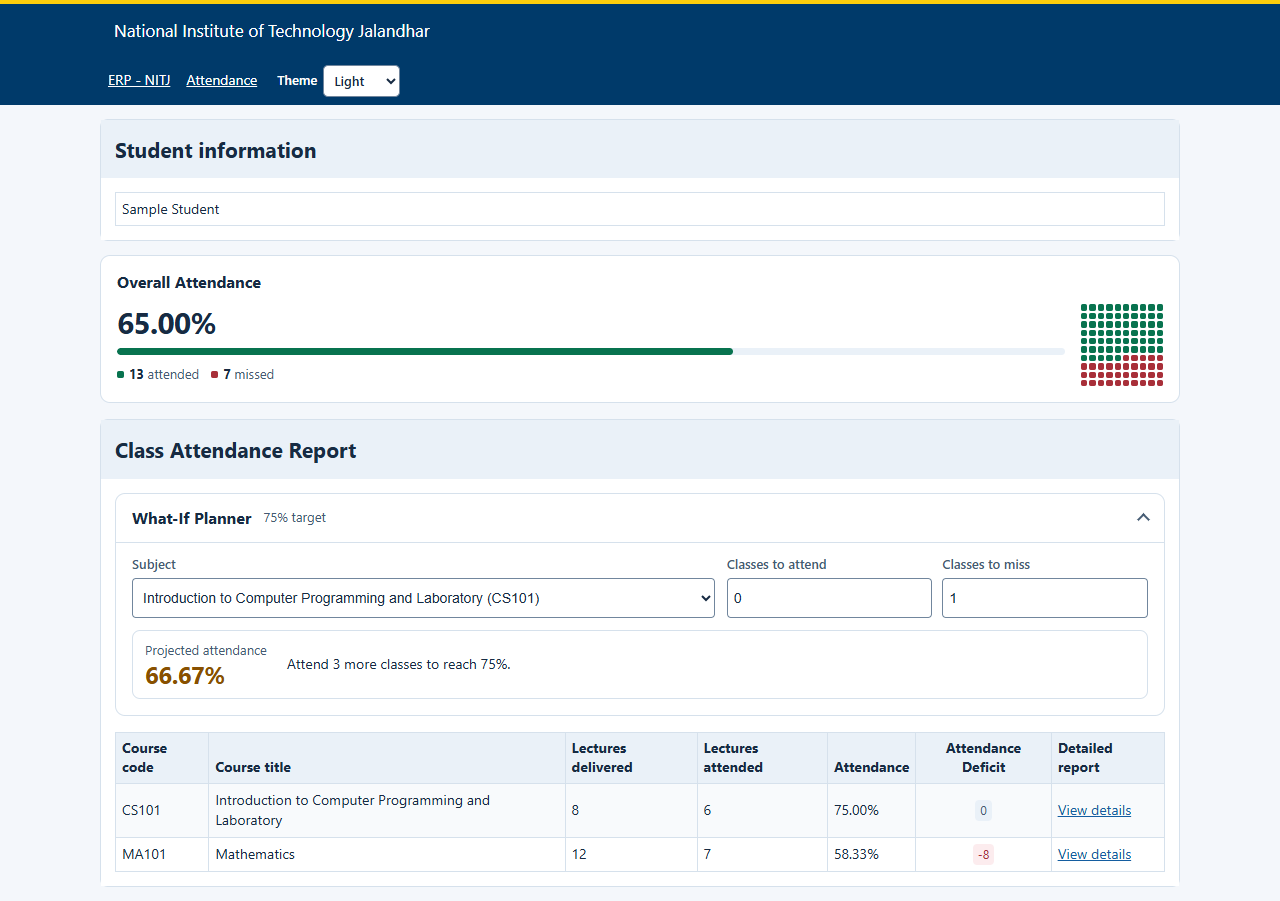 National Institute of Technology Jalandhar
ERP - NITJ Attendance Theme Light
Student information
Sample Student
Overall Attendance
65.00%
13 attended 7 missed
Class Attendance Report
What-If Planner 75% target
Subject Classes to attend Classes to miss
Introduction to Computer Programming and Laboratory (CS101) 0 1
Projected attendance
66.67%
Attend 3 more classes to reach 75%.
Course code Course title Lectures delivered Lectures attended Attendance Attendance Deficit Detailed report
CS101 Introduction to Computer Programming and Laboratory 8 6 75.00% 0 View details
MA101 Mathematics 12 7 58.33% -8 View details